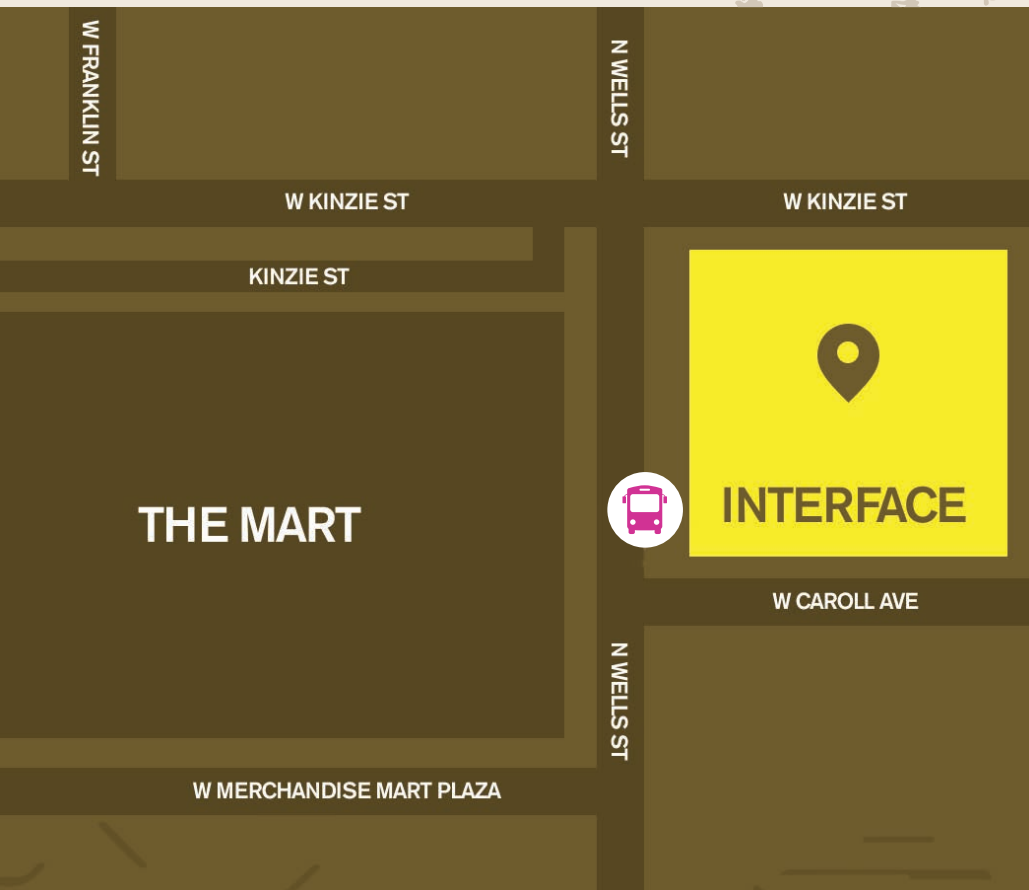 W FRANKLIN ST
N WELLS ST
W KINZIE ST
W KINZIE ST
KINZIE ST
THE MART
INTERFACE
W CAROLL AVE
N WELLS ST
W MERCHANDISE MART PLAZA